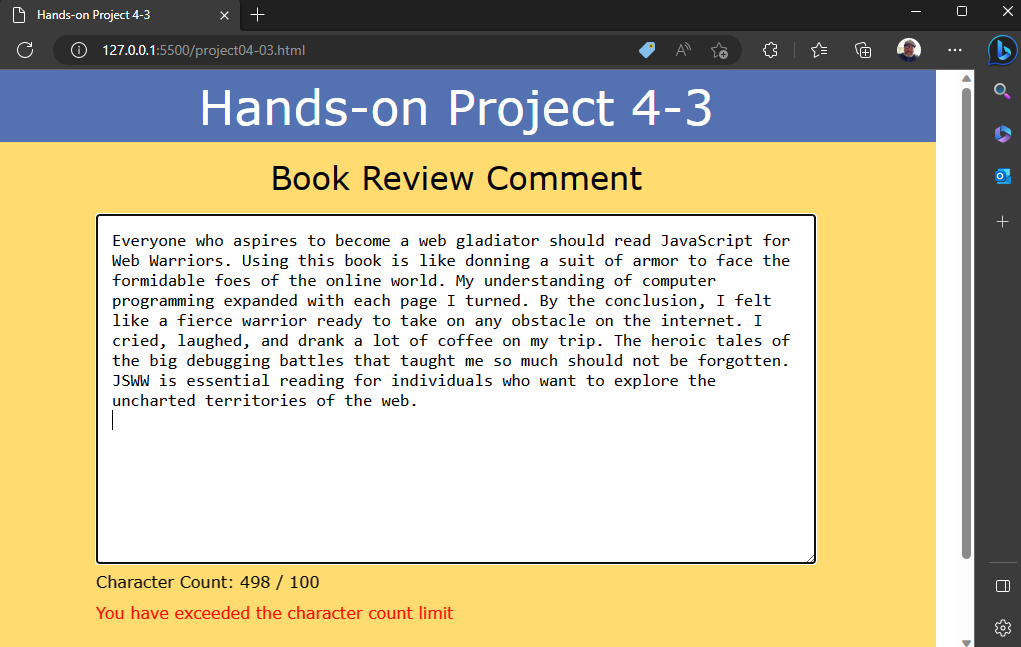 Hands-on Project 4-3
127.0.0.1:5500/project04-03.html
Hands-on Project 4-3
Book Review Comment
Everyone who aspires to become a web gladiator should read JavaScript for
Web Warriors. Using this book is like donning a suit of armor to face the
formidable foes of the online world. My understanding of computer
programming expanded with each page I turned. By the conclusion, I felt
like a fierce warrior ready to take on any obstacle on the internet. I
cried, laughed, and drank a lot of coffee on my trip. The heroic tales of
the big debugging battles that taught me so much should not be forgotten.
JSWW is essential reading for individuals who want to explore the
uncharted territories of the web.
Character Count: 498 / 100
You have exceeded the character count limit